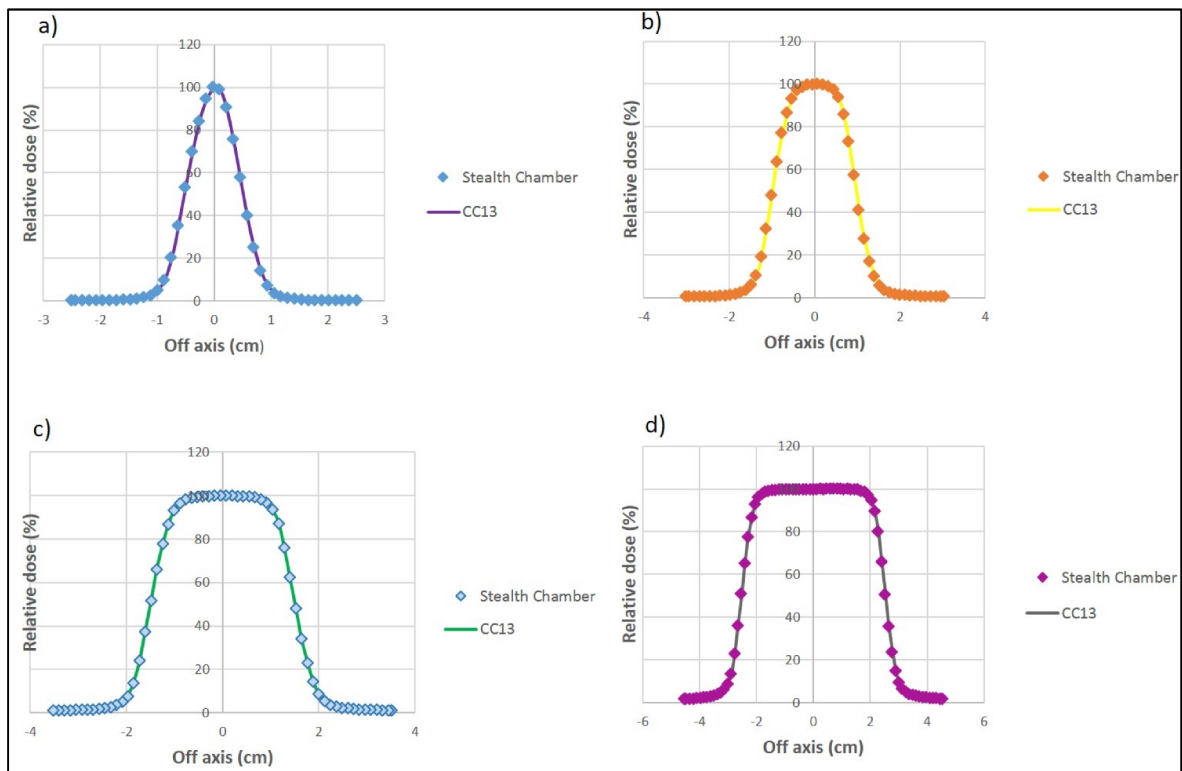 a)
120
100
80
60
40
20
0
-3
-2
-1
0
1
2
3
Relative dose (%)
Off axis (cm)
Stealth Chamber
CC13
b)
120
100
80
60
40
20
0
-4
-2
0
2
4
Relative dose (%)
Off axis (cm)
Stealth Chamber
CC13
c)
120
100
80
60
40
20
0
-4
-2
0
2
4
Relative dose (%)
Off axis (cm)
Stealth Chamber
CC13
d)
120
100
80
60
40
20
0
-6
-4
-2
0
2
4
6
Relative dose (%)
Off axis (cm)
Stealth Chamber
CC13